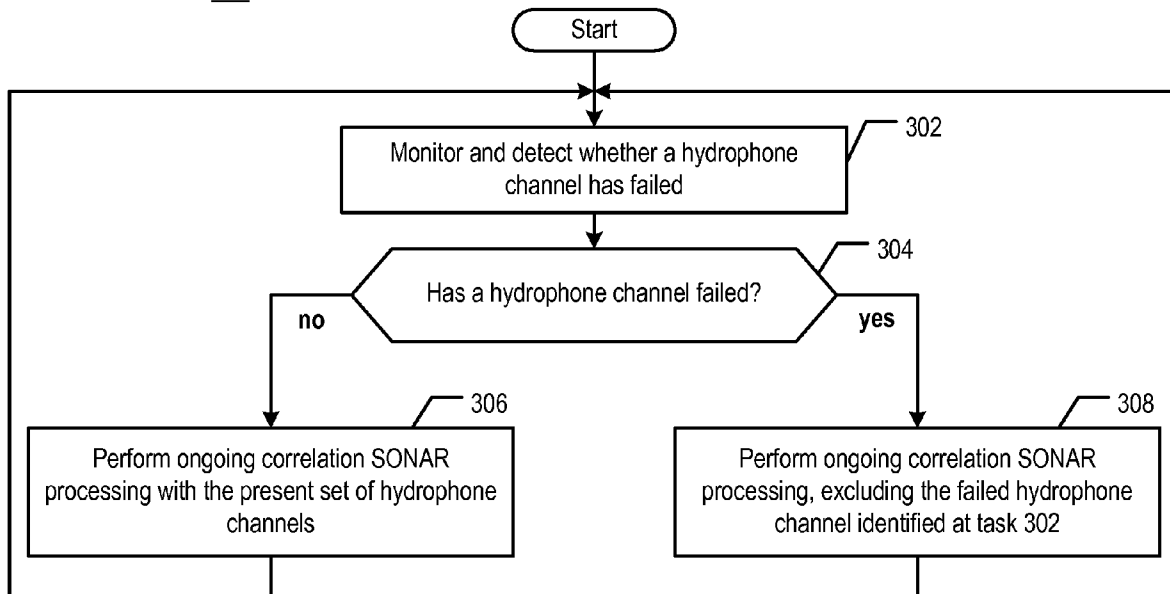 Start
Monitor and detect whether a hydrophone
channel has failed
302
Has a hydrophone channel failed?
304
no
yes
306
Perform ongoing correlation SONAR
processing with the present set of hydrophone
channels
308
Perform ongoing correlation SONAR
processing, excluding the failed hydrophone
channel identified at task 302